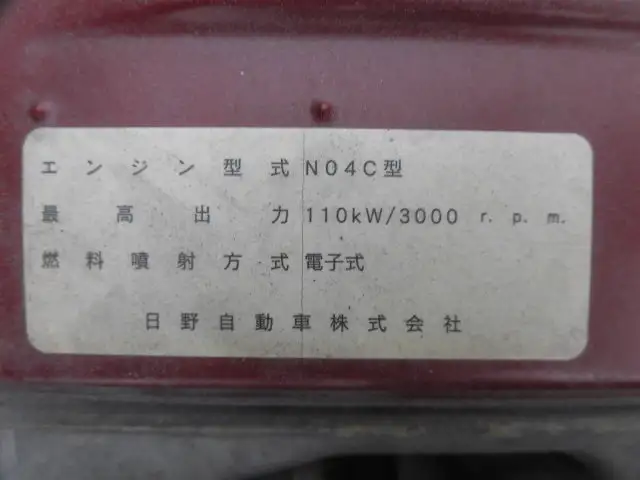 エンジン型式 N04C型
最高出力 110kW/3000 r.p.m.
燃料噴射方式 電子式
日野自動車株式会社